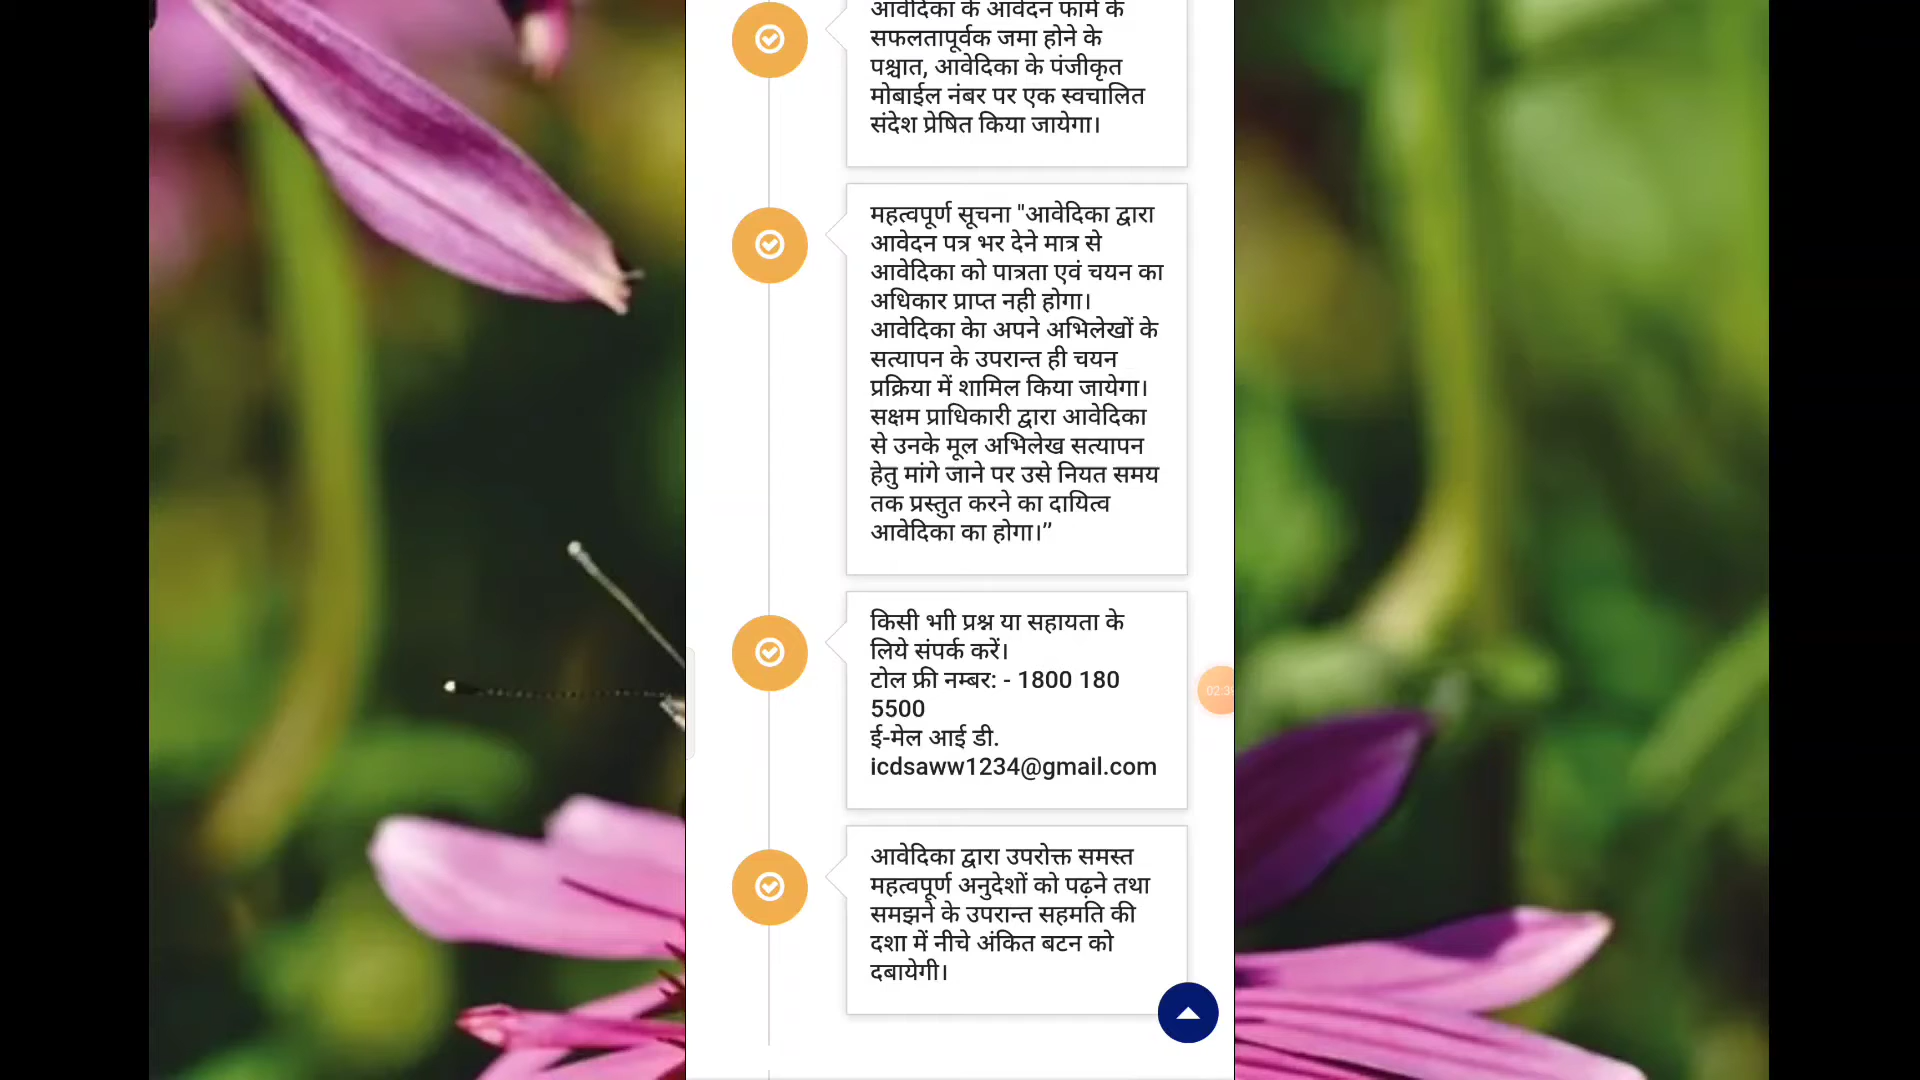 आवेदिका के आवेदन फार्म के
सफलतापूर्वक जमा होने के
पश्चात, आवेदिका के पंजीकृत
मोबाईल नंबर पर एक स्वचालित
संदेश प्रेषित किया जायेगा।
महत्वपूर्ण सूचना "आवेदिका द्वारा
आवेदन पत्र भर देने मात्र से
आवेदिका को पात्रता एवं चयन का
अधिकार प्राप्त नही होगा।
आवेदिका केा अपने अभिलेखों के
सत्यापन के उपरान्त ही चयन
प्रक्रिया में शामिल किया जायेगा।
सक्षम प्राधिकारी द्वारा आवेदिका
से उनके मूल अभिलेख सत्यापन
हेतु मांगे जाने पर उसे नियत समय
तक प्रस्तुत करने का दायित्व
आवेदिका का होगा।”
किसी भाी प्रश्न या सहायता के
लिये संपर्क करें।
टोल फ्री नम्बर: - 1800 180
5500
ई-मेल आई डी.
icdsaww1234@gmail.com
आवेदिका द्वारा उपरोक्त समस्त
महत्वपूर्ण अनुदेशों को पढ़ने तथा
समझने के उपरान्त सहमति की
दशा में नीचे अंकित बटन को
दबायेगी।